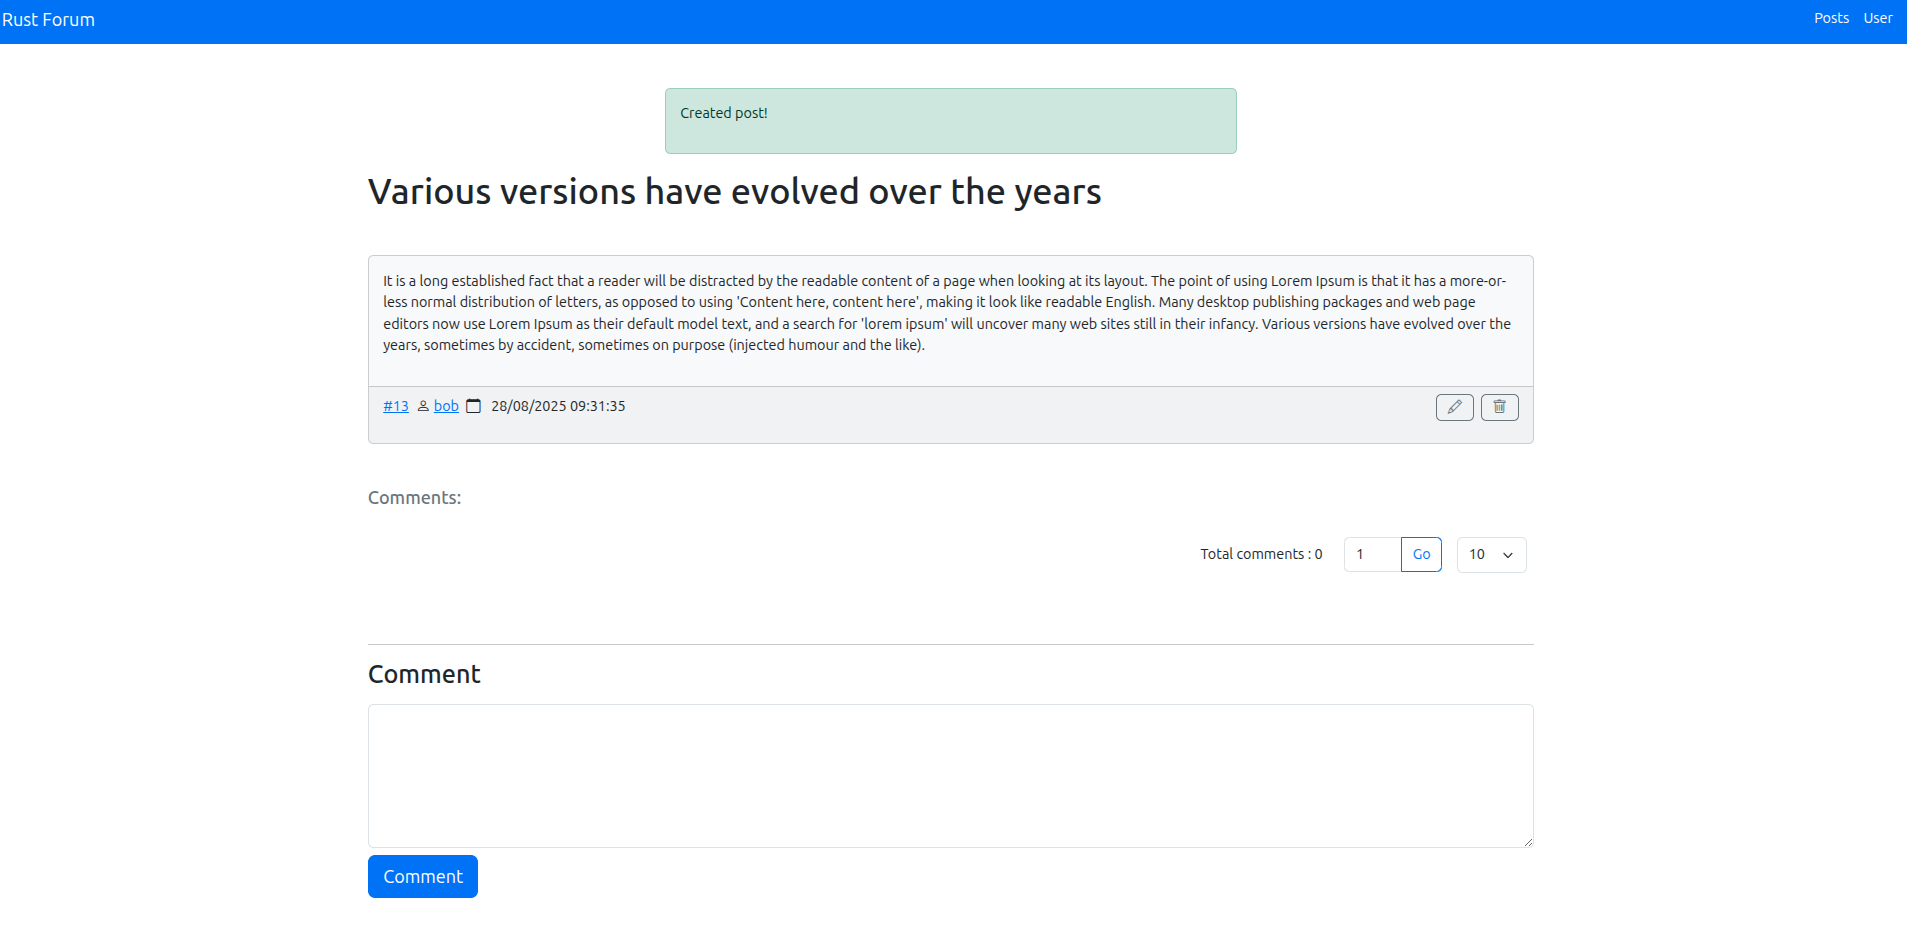 Rust Forum
Posts User
Created post!
Various versions have evolved over the years
It is a long established fact that a reader will be distracted by the readable content of a page when looking at its layout. The point of using Lorem Ipsum is that it has a more-or-
less normal distribution of letters, as opposed to using 'Content here, content here', making it look like readable English. Many desktop publishing packages and web page
editors now use Lorem Ipsum as their default model text, and a search for 'lorem ipsum' will uncover many web sites still in their infancy. Various versions have evolved over the
years, sometimes by accident, sometimes on purpose (injected humour and the like).
#13 bob 28/08/2025 09:31:35
Comments:
Total comments : 0 1 Go 10
Comment
Comment